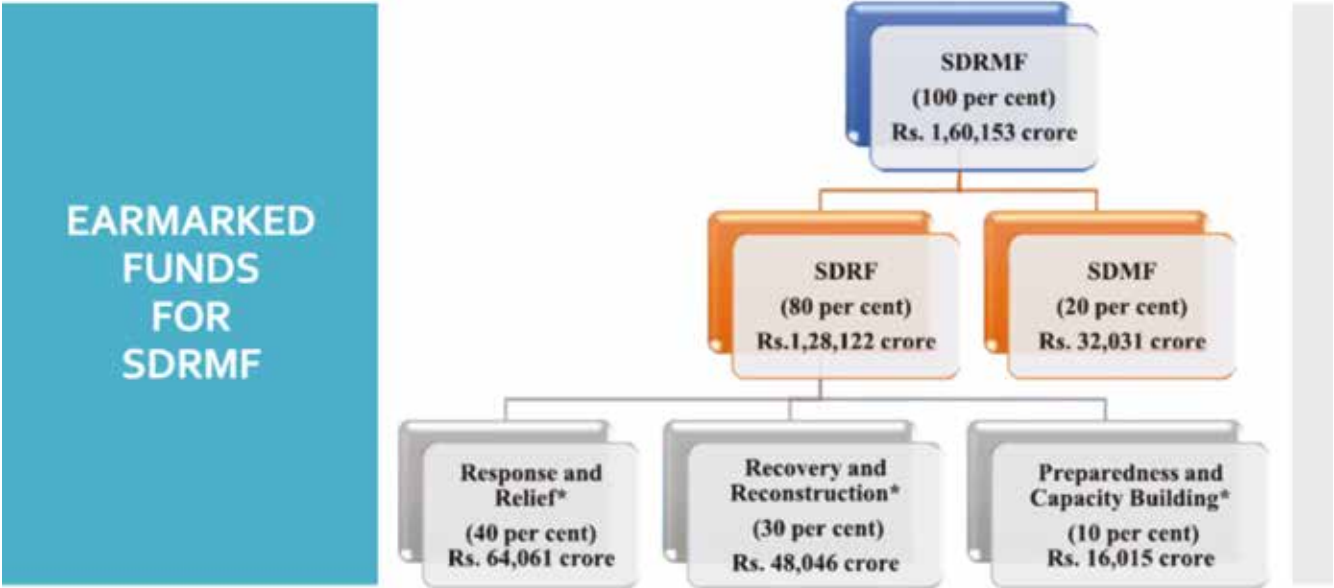 EARMARKED
FUNDS
FOR
SDRMF
SDRMF
(100 per cent)
Rs. 1,60,153 crore
SDRF
(80 per cent)
Rs.1,28,122 crore
SDMF
(20 per cent)
Rs. 32,031 crore
Response and
Relief*
(40 per cent)
Rs. 64,061 crore
Recovery and
Reconstruction*
(30 per cent)
Rs. 48,046 crore
Preparedness and
Capacity Building*
(10 per cent)
Rs. 16,015 crore